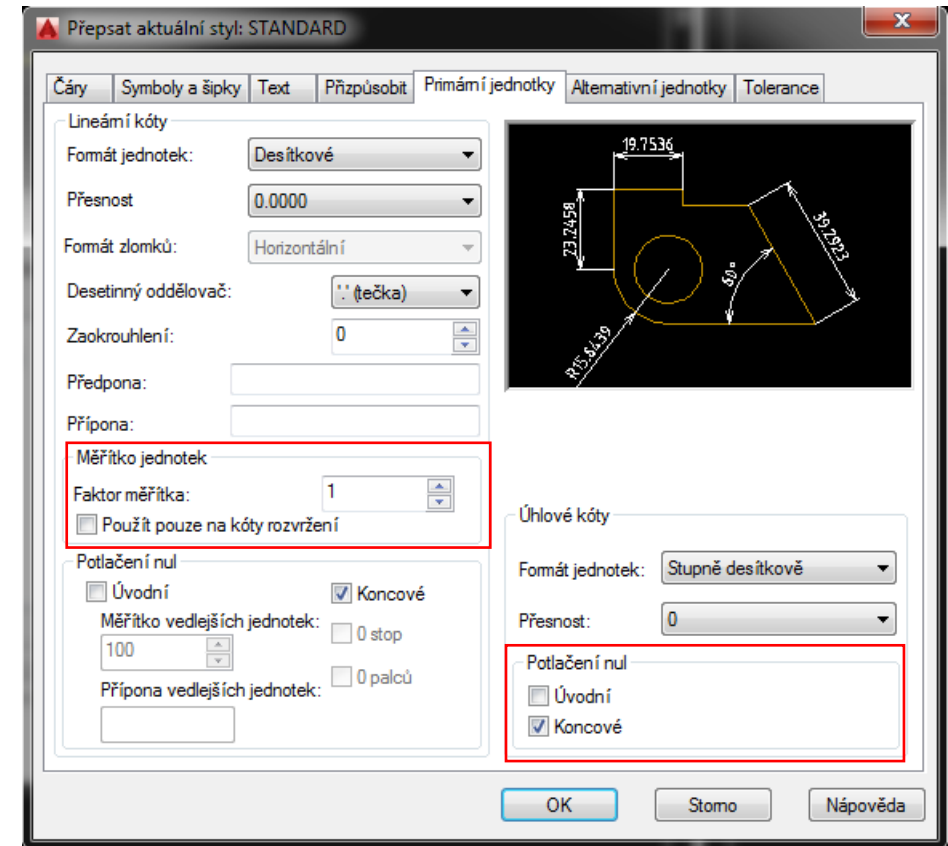 Přepsat aktuální styl: STANDARD
Čáry Symboly a šipky Text Přizpůsobit Primární jednotky Alternativní jednotky Tolerance
Lineární kóty
Formát jednotek: Desítkové
Přesnost 0.0000
Formát zlomků: Horizontální
Desetinný oddělovač: '.' (tečka)
Zaokrouhlení: 0
Předpona:
Přípona:
Měřítko jednotek
Faktor měřítka: 1
Použít pouze na kóty rozvržení
Potlačení nul
Úvodní Koncové
Měřítko vedlejších jednotek: 0 stop
100
0 palců
Přípona vedlejších jednotek:
19.7536
23.2458
39.2923
60°
R15.8439
Úhlové kóty
Formát jednotek: Stupně desítkově
Přesnost: 0
Potlačení nul
Úvodní
Koncové
OK Storno Nápověda